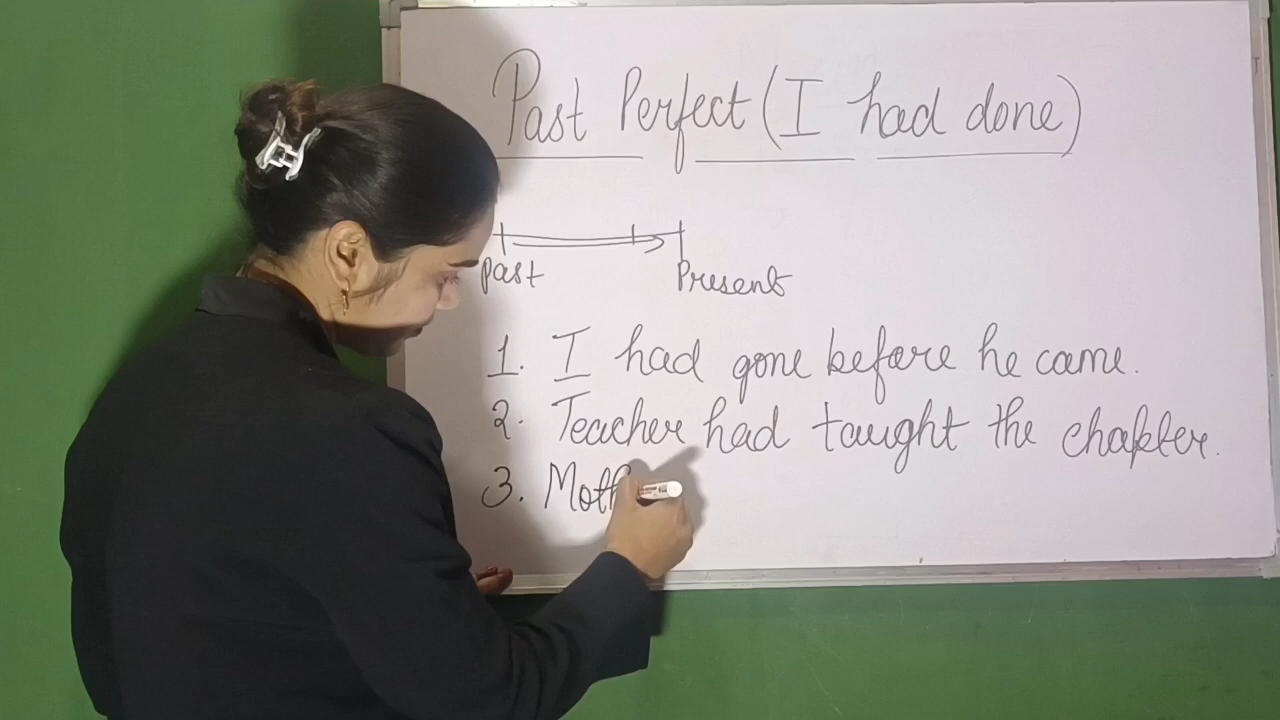 Past Perfect (I had done)
Past Present
1. I had gone before he came.
2. Teacher had taught the chapter.
3. Moth